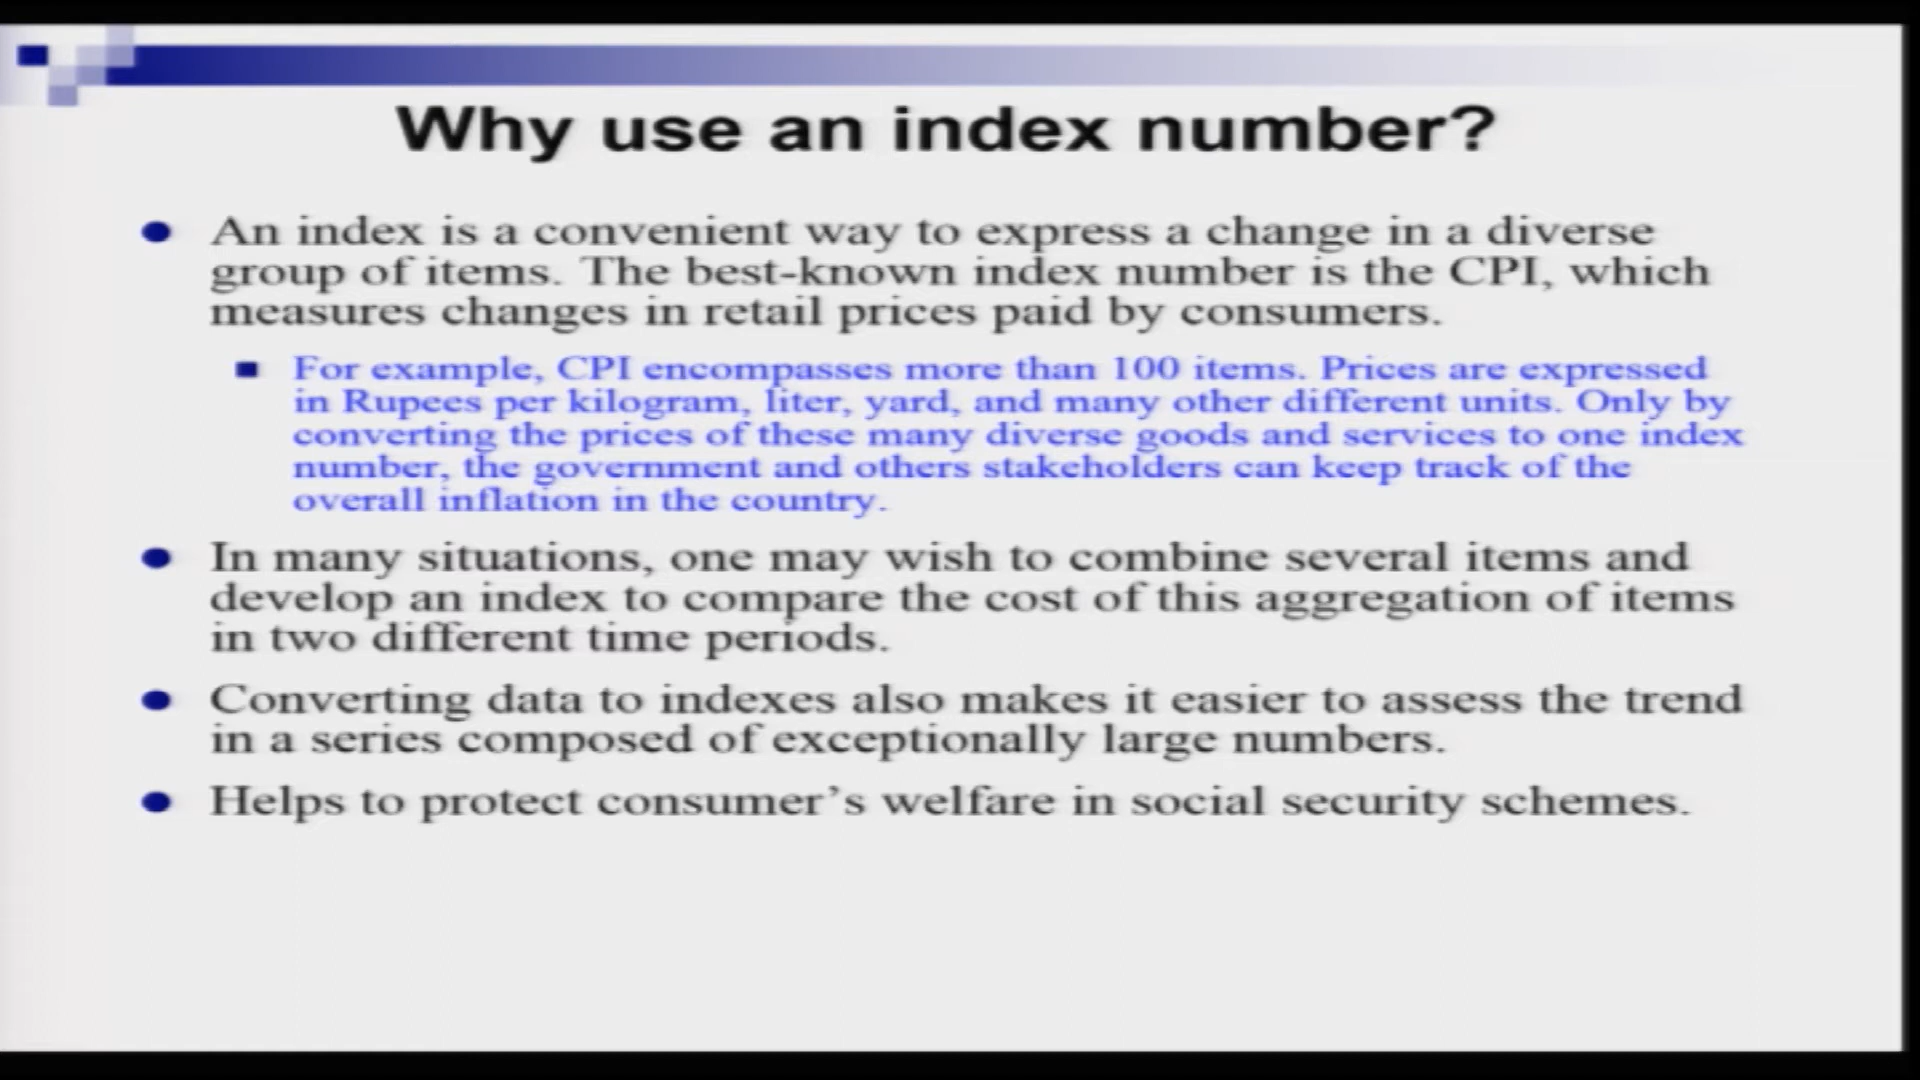 Why use an index number?
An index is a convenient way to express a change in a diverse
group of items. The best-known index number is the CPI, which
measures changes in retail prices paid by consumers.
For example, CPI encompasses more than 100 items. Prices are expressed
in Rupees per kilogram, liter, yard, and many other different units. Only by
converting the prices of these many diverse goods and services to one index
number, the government and others stakeholders can keep track of the
overall inflation in the country.
In many situations, one may wish to combine several items and
develop an index to compare the cost of this aggregation of items
in two different time periods.
Converting data to indexes also makes it easier to assess the trend
in a series composed of exceptionally large numbers.
Helps to protect consumer’s welfare in social security schemes.